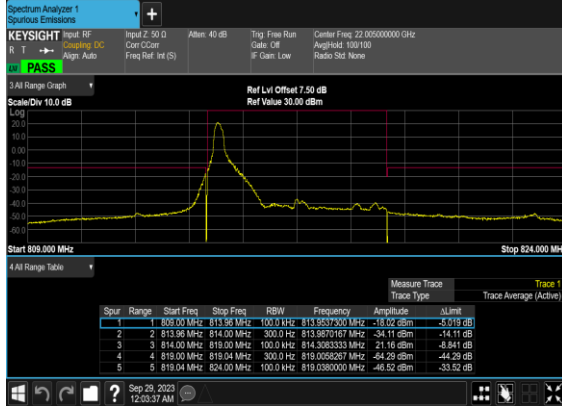 Spectrum Analyzer 1
Spurious Emissions
+
KEYSIGHT Input: RF Input Z: 50 Ω Atten: 40 dB Trig: Free Run Center Freq: 22.005000000 GHz
R T Coupling: DC Corr CCorr Gate: Off Avg|Hold: 100/100
Align: Auto Freq Ref: Int (S) IF Gain: Low Radio Std: None
PASS
3 All Range Graph
Ref Lvl Offset 7.50 dB
Scale/Div 10.0 dB Ref Value 30.00 dBm
Log
20.0
10.0
0.00
-10.0
-20.0
-30.0
-40.0
-50.0
-60.0
Start 809.000 MHz Stop 824.000 MH
4 All Range Table
Measure Trace Trace 1
Trace Type Trace Average (Active)
Spur Range Start Freq Stop Freq RBW Frequency Amplitude ΔLimit
1 1 809.00 MHz 813.96 MHz 100.0 kHz 813.9537300 MHz -18.02 dBm -5.019 dB
2 2 813.96 MHz 814.00 MHz 300.0 Hz 813.9870167 MHz -34.11 dBm -14.11 dB
3 3 814.00 MHz 819.00 MHz 100.0 kHz 814.3083333 MHz 21.16 dBm -8.841 dB
4 4 819.00 MHz 819.04 MHz 300.0 Hz 819.0058267 MHz -64.29 dBm -44.29 dB
5 5 819.04 MHz 824.00 MHz 100.0 kHz 819.0380000 MHz -46.52 dBm -33.52 dB
? Sep 29, 2023
12:03:37 AM